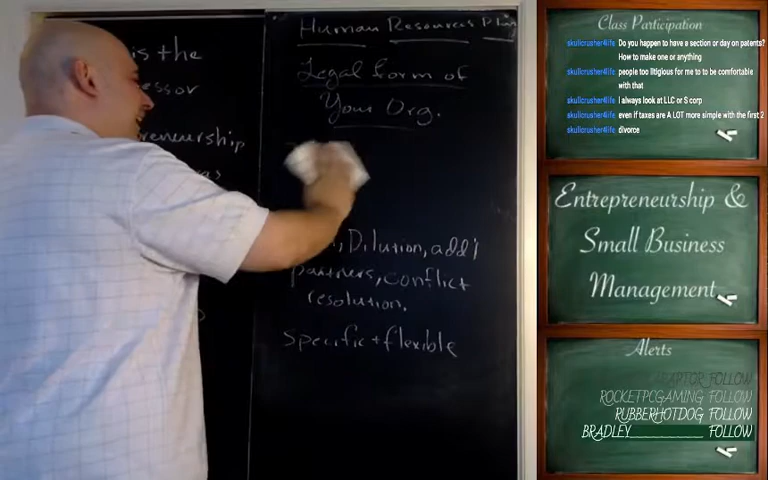 is the
essor
reneurship
as
Human Resources Plan
Legal form of
Your Org.
, Dilution, add'l
partners, conflict
resolution.
Specific + flexible
Class Participation
skullcrusher4life Do you happen to have a section or day on patents?
How to make one or anything
skullcrusher4life people too litigious for me to to be comfortable
with that
skullcrusher4life I always look at LLC or S corp
skullcrusher4life even if taxes are A LOT more simple with the first 2
skullcrusher4life divorce
Entrepreneurship &
Small Business
Management
Alerts
FOLLOW
ROCKETPCGAMING FOLLOW
RUBBERHOTDOG FOLLOW
BRADLEY____________ FOLLOW